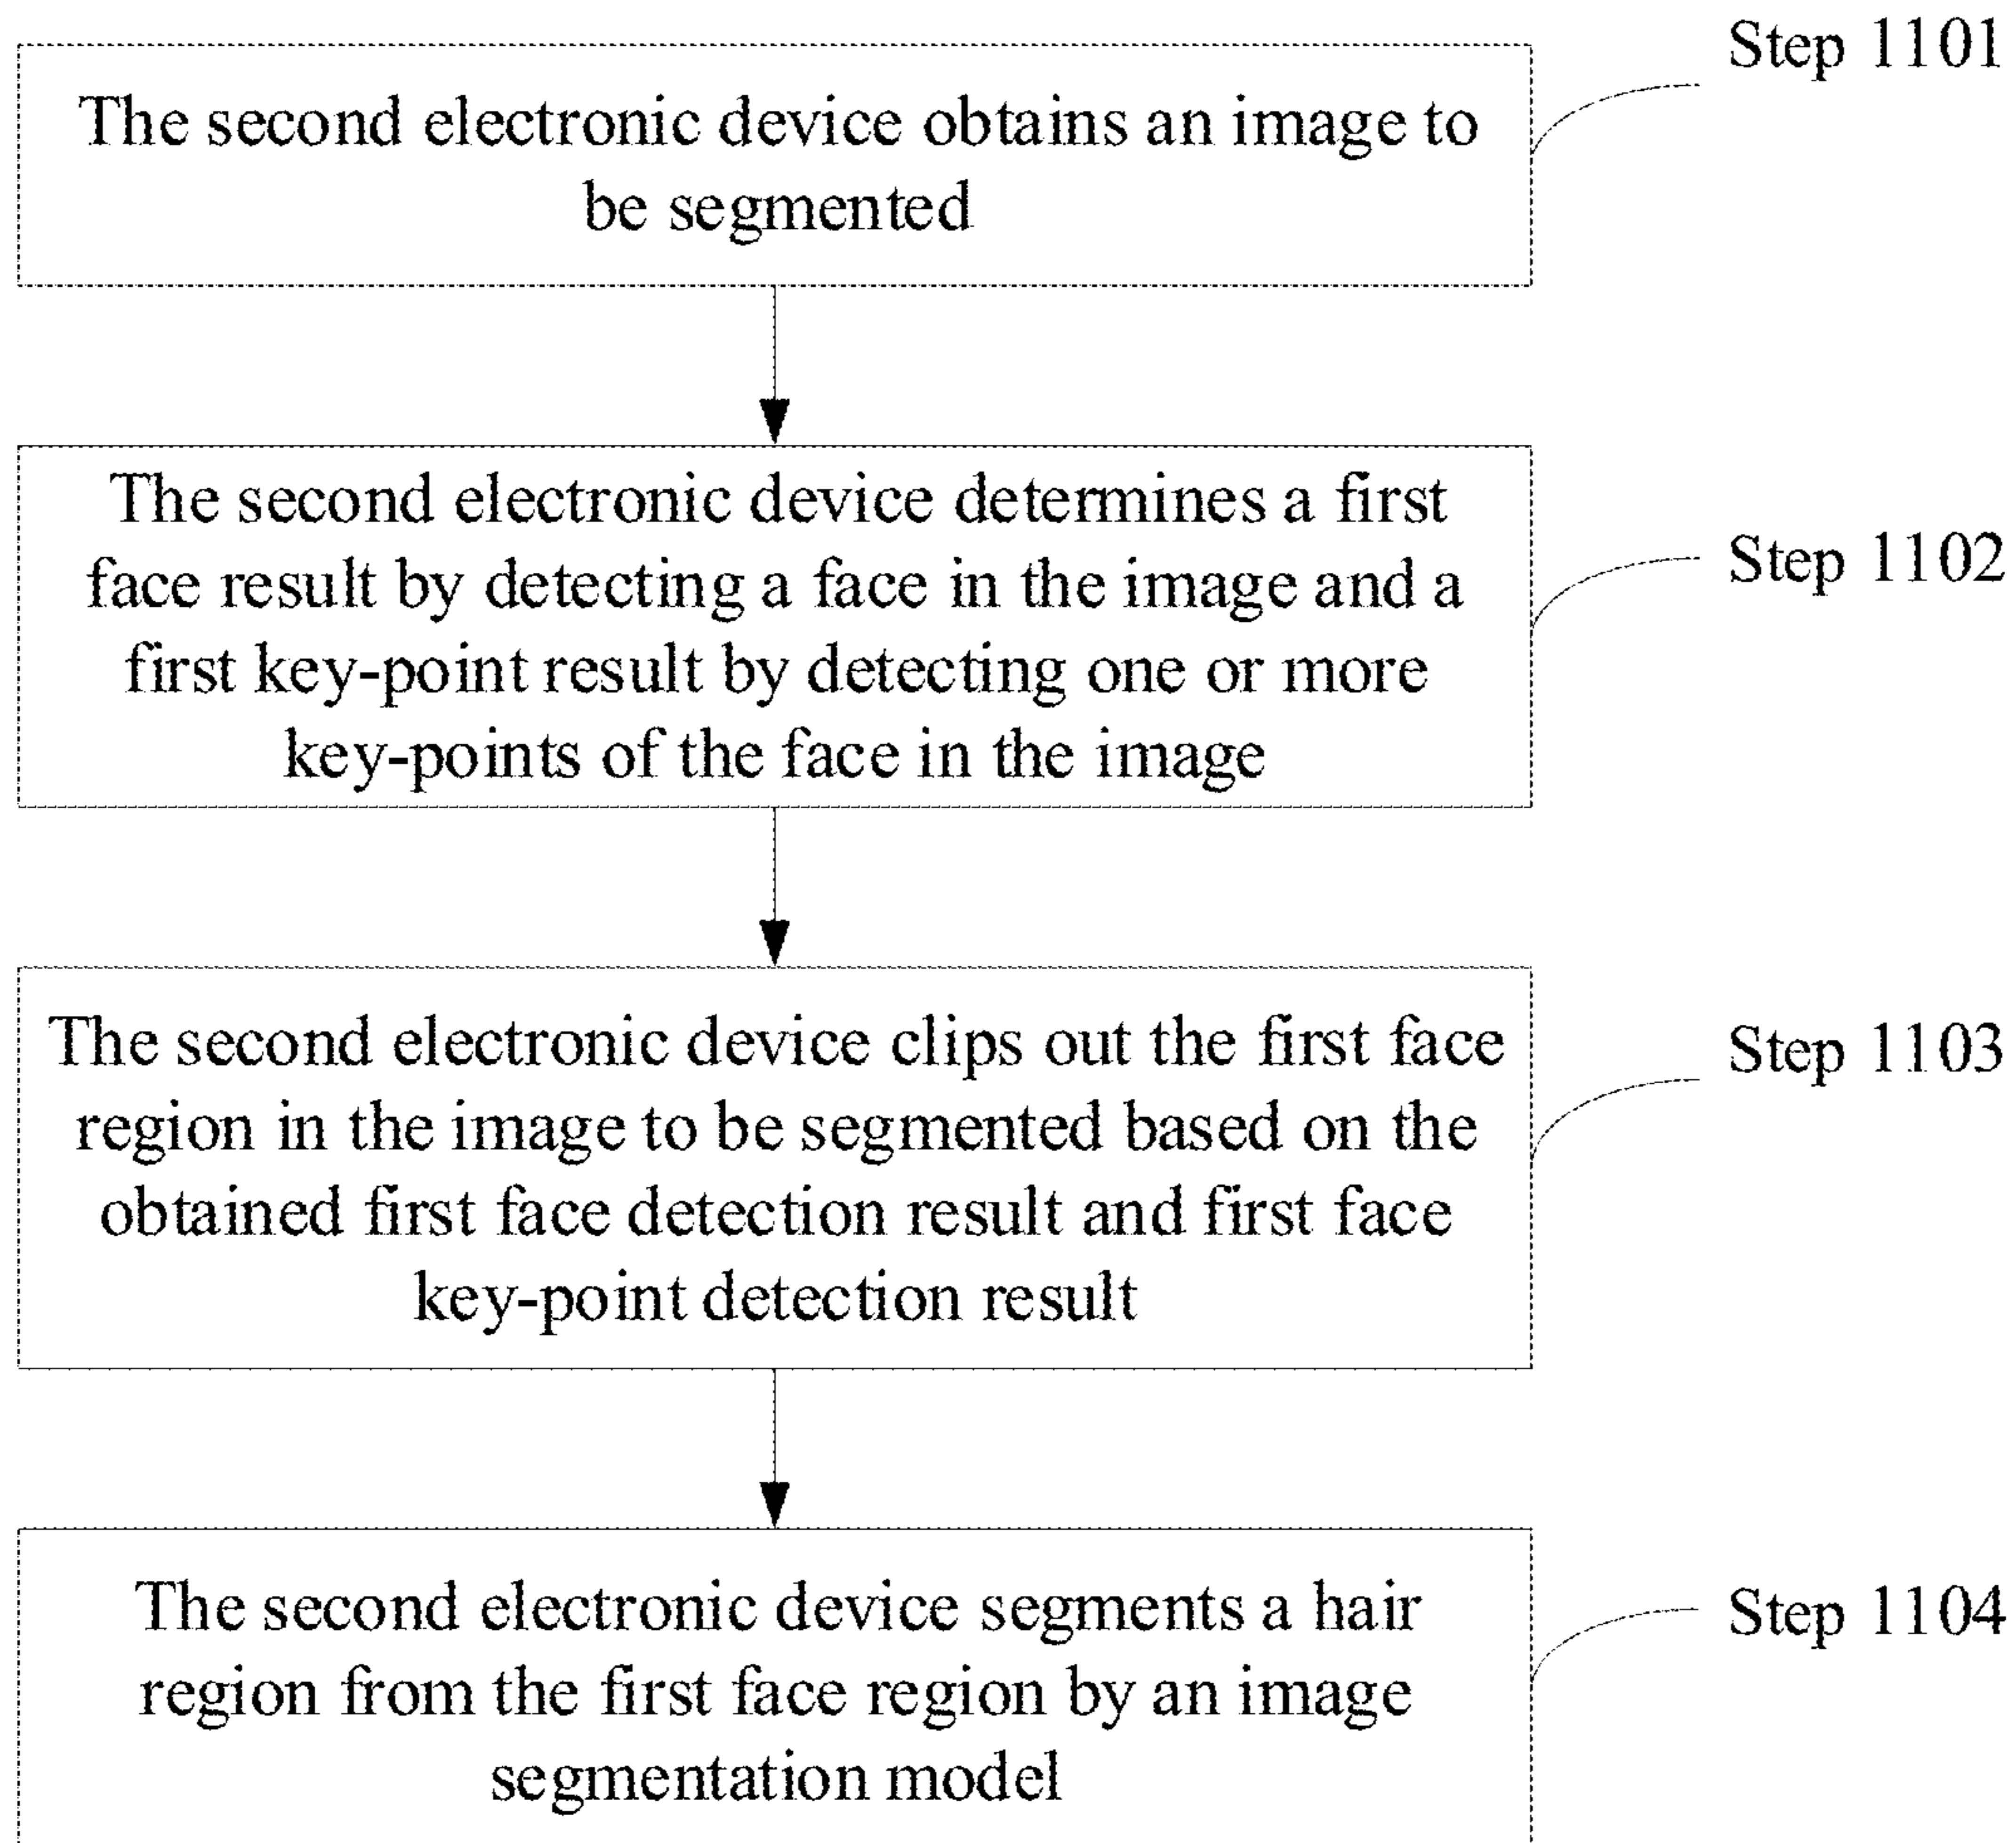 Step 1101
The second electronic device obtains an image to
be segmented
The second electronic device determines a first
face result by detecting a face in the image and a
first key-point result by detecting one or more
key-points of the face in the image
Step 1102
The second electronic device clips out the first face
region in the image to be segmented based on the
obtained first face detection result and first face
key-point detection result
Step 1103
The second electronic device segments a hair
region from the first face region by an image
segmentation model
Step 1104